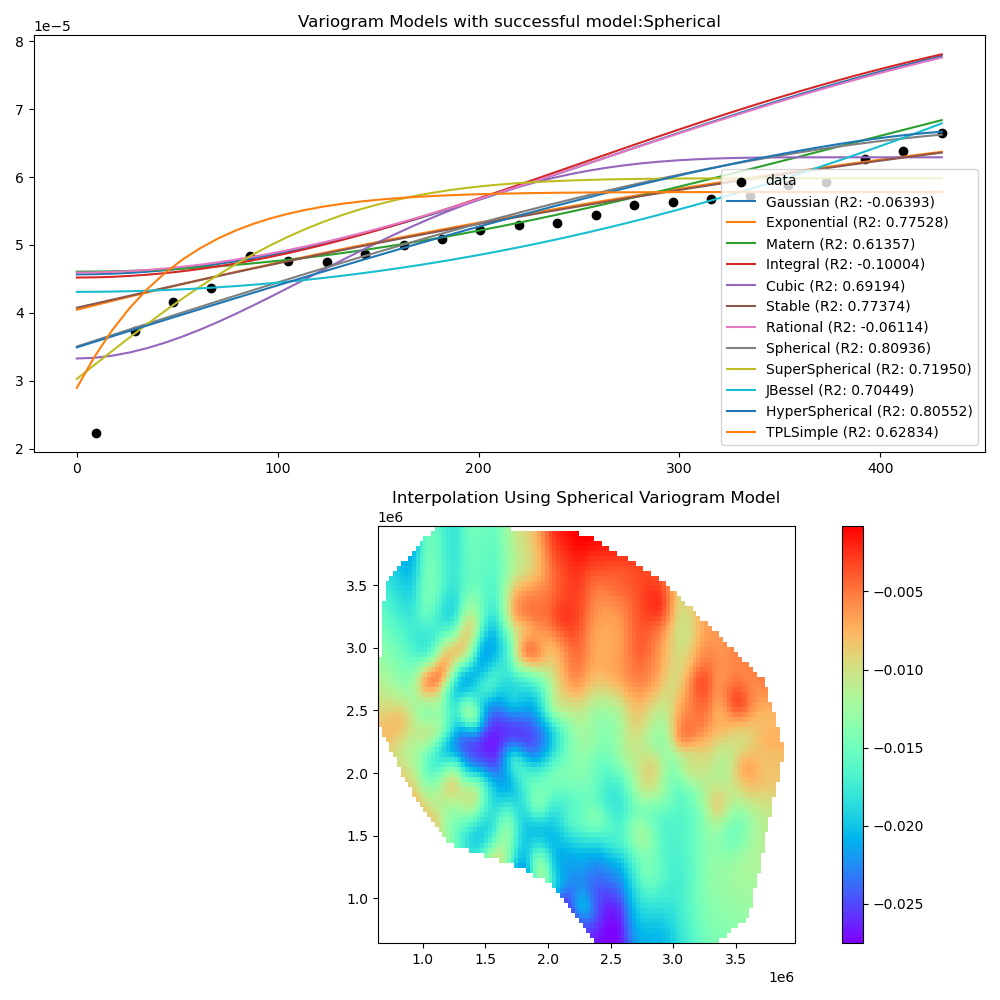 Variogram Models with successful model:Spherical
1e−5
8
7
6
5
4
3
2
0 100 200 300 400
data
Gaussian (R2: -0.06393)
Exponential (R2: 0.77528)
Matern (R2: 0.61357)
Integral (R2: -0.10004)
Cubic (R2: 0.69194)
Stable (R2: 0.77374)
Rational (R2: -0.06114)
Spherical (R2: 0.80936)
SuperSpherical (R2: 0.71950)
JBessel (R2: 0.70449)
HyperSpherical (R2: 0.80552)
TPLSimple (R2: 0.62834)
Interpolation Using Spherical Variogram Model
1e6
3.5
3.0
2.5
2.0
1.5
1.0
1.0 1.5 2.0 2.5 3.0 3.5
1e6
−0.005
−0.010
−0.015
−0.020
−0.025